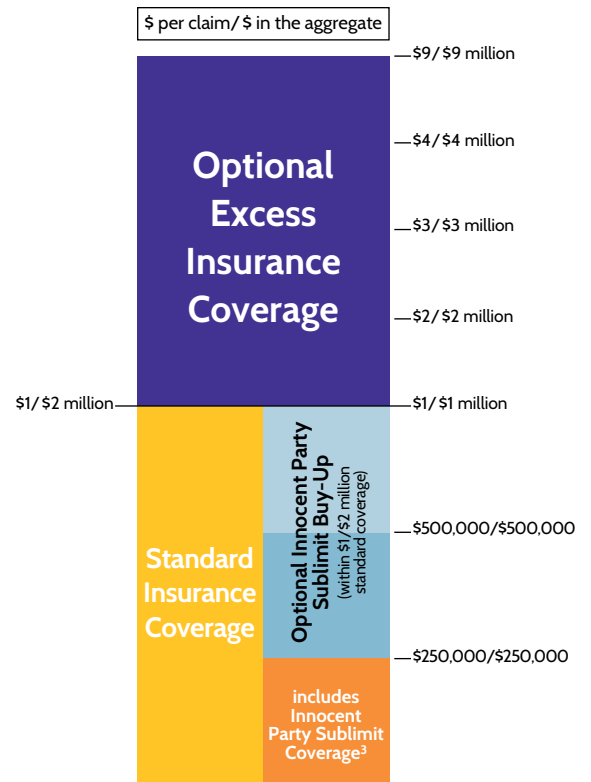 $ per claim/ $ in the aggregate
$9/ $9 million
$4/ $4 million
$3/ $3 million
$2/ $2 million
Optional
Excess
Insurance
Coverage
$1/ $2 million
$1/ $1 million
Standard
Insurance
Coverage
Optional Innocent Party
Sublimit Buy-Up
(within $1/$2 million
standard coverage)
$500,000/$500,000
$250,000/$250,000
includes
Innocent
Party Sublimit
Coverage³